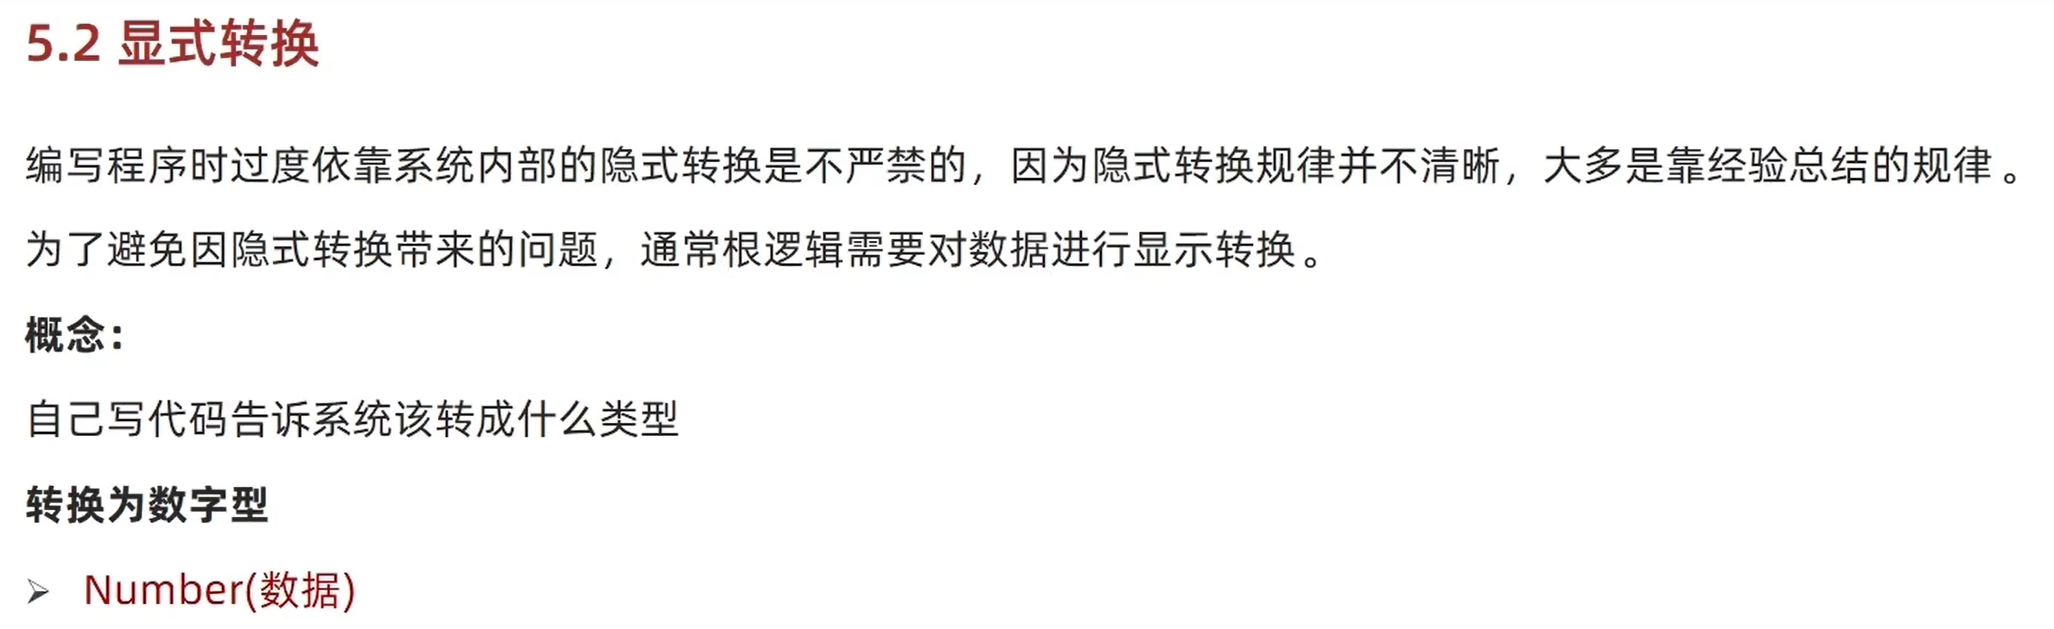 5.2 显式转换
编写程序时过度依靠系统内部的隐式转换是不严禁的，因为隐式转换规律并不清晰，大多是靠经验总结的规律。
为了避免因隐式转换带来的问题，通常根逻辑需要对数据进行显示转换。
概念：
自己写代码告诉系统该转成什么类型
转换为数字型
➢ Number(数据)